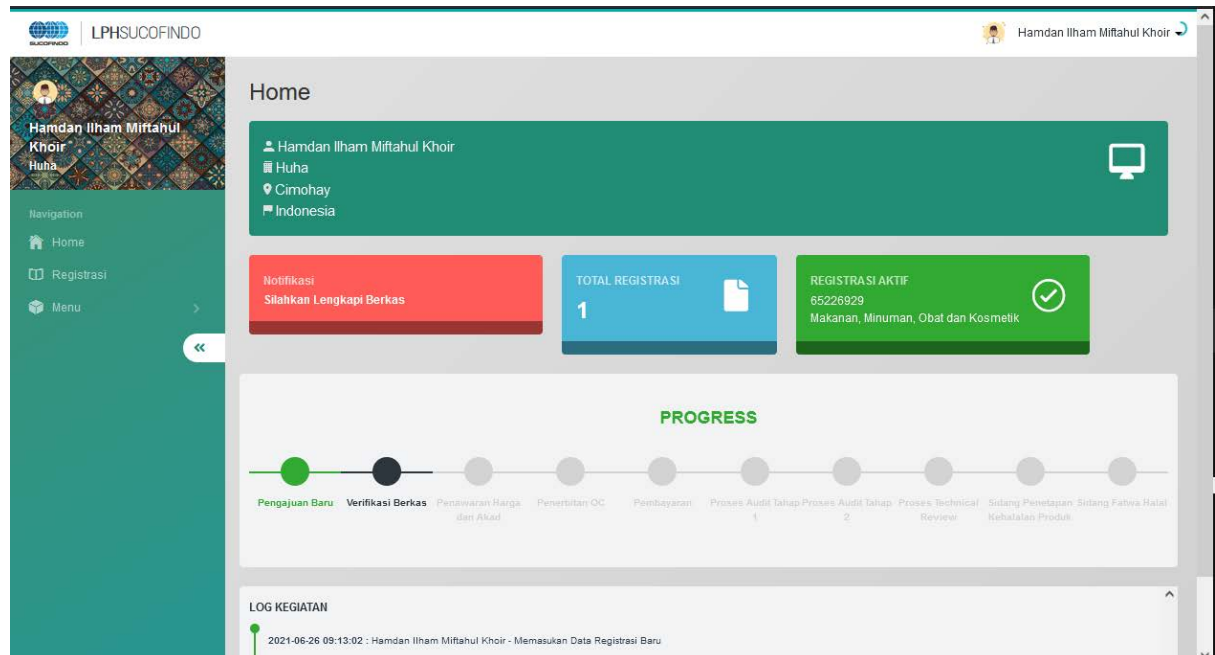 SUCOFINDO
LPHSUCOFINDO
Hamdan Ilham Miftahul Khoir
Hamdan Ilham Miftahul
Khoir
Huha
Navigation
Home
Registrasi
Menu
Home
Hamdan Ilham Miftahul Khoir
Huha
Cimohay
Indonesia
Notifikasi
Silahkan Lengkapi Berkas
TOTAL REGISTRASI
1
REGISTRASI AKTIF
65226929
Makanan, Minuman, Obat dan Kosmetik
PROGRESS
Pengajuan Baru
Verifikasi Berkas
Penawaran Harga
dan Akad
Penerbitan OC
Pembayaran
Proses Audit Tahap
1
Proses Audit Tahap
2
Proses Technical
Review
Sidang Penetapan
Kehalalan Produk
Sidang Fatwa Halal
LOG KEGIATAN
2021-06-26 09:13:02 : Hamdan Ilham Miftahul Khoir - Memasukan Data Registrasi Baru